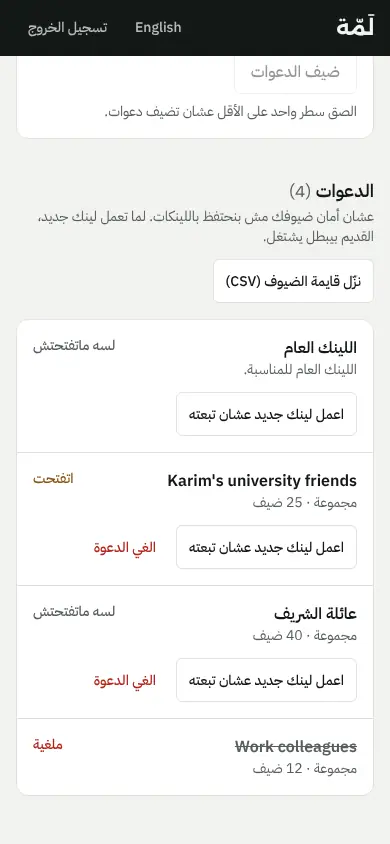 لَمّة
English
تسجيل الخروج
ضيف الدعوات
الصق سطر واحد على الأقل عشان تضيف دعوات.
الدعوات (4)
عشان أمان ضيوفك مش بنحتفظ باللينكات. لما تعمل لينك جديد،
القديم بيبطل يشتغل.
نزّل قايمة الضيوف (CSV)
اللينك العام
لسه ماتفتحتش
اللينك العام للمناسبة.
اعمل لينك جديد عشان تبعته
Karim's university friends
اتفتحت
مجموعة · 25 ضيف
اعمل لينك جديد عشان تبعته
الغي الدعوة
عائلة الشريف
لسه ماتفتحتش
مجموعة · 40 ضيف
اعمل لينك جديد عشان تبعته
الغي الدعوة
Work colleagues
ملغية
مجموعة · 12 ضيف